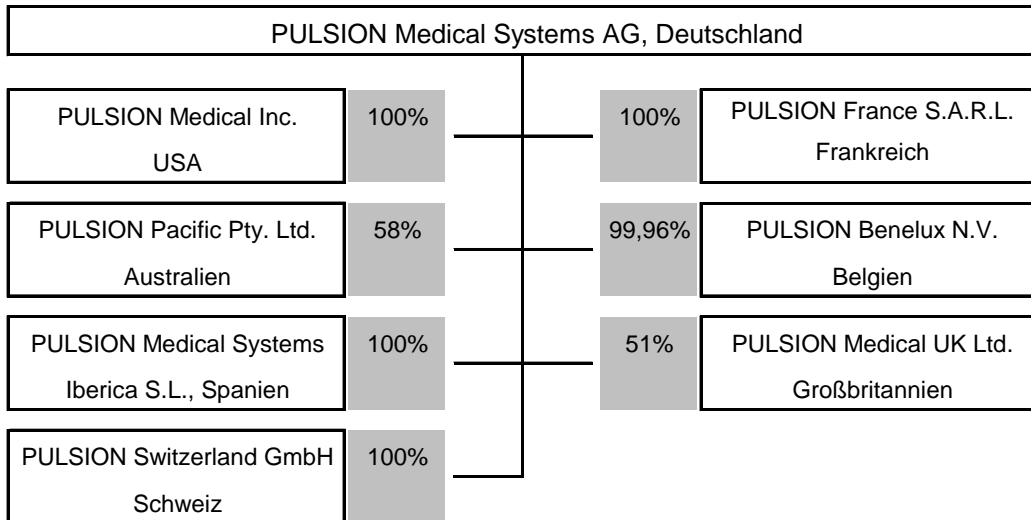 PULSION Medical Systems AG, Deutschland
PULSION Medical Inc.
USA
100%
100%
PULSION France S.A.R.L.
Frankreich
PULSION Pacific Pty. Ltd.
Australien
58%
99,96%
PULSION Benelux N.V.
Belgien
PULSION Medical Systems
Iberica S.L., Spanien
100%
51%
PULSION Medical UK Ltd.
Großbritannien
PULSION Switzerland GmbH
Schweiz
100%